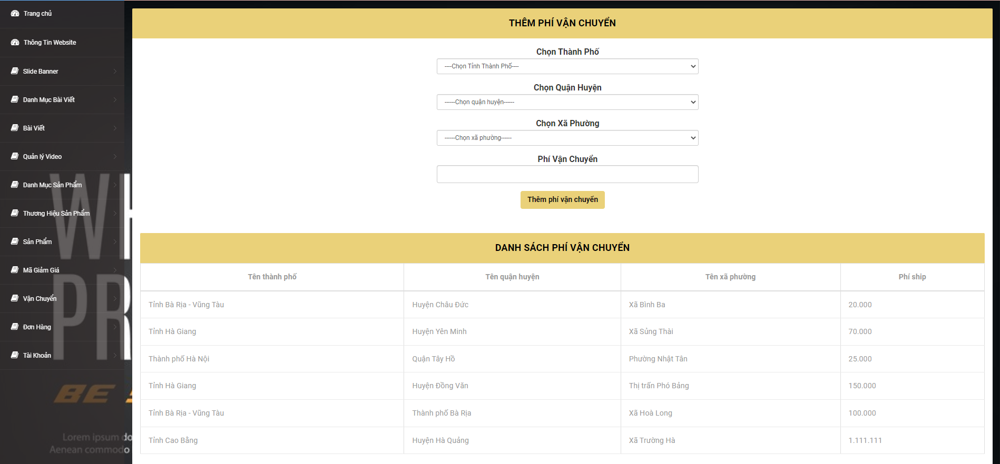 Trang chủ
Thông Tin Website
Slide Banner
Danh Mục Bài Viết
Bài Viết
Quản lý Video
Danh Mục Sản Phẩm
Thương Hiệu Sản Phẩm
Sản Phẩm
Mã Giảm Giá
Vận Chuyển
Đơn Hàng
Tài Khoản
PR
BE
Lorem ipsum do
Aenean commodo
THÊM PHÍ VẬN CHUYỂN
Chọn Thành Phố
----Chọn Tỉnh Thành Phố----
Chọn Quận Huyện
------Chọn quận huyện------
Chọn Xã Phường
------Chọn xã phường------
Phí Vận Chuyển
Thêm phí vận chuyển
DANH SÁCH PHÍ VẬN CHUYỂN
Tên thành phố Tên quận huyện Tên xã phường Phí ship
Tỉnh Bà Rịa - Vũng Tàu Huyện Châu Đức Xã Bình Ba 20.000
Tỉnh Hà Giang Huyện Yên Minh Xã Sủng Thài 70.000
Thành phố Hà Nội Quận Tây Hồ Phường Nhật Tân 25.000
Tỉnh Hà Giang Huyện Đồng Văn Thị trấn Phó Bảng 150.000
Tỉnh Bà Rịa - Vũng Tàu Thành phố Bà Rịa Xã Hoà Long 100.000
Tỉnh Cao Bằng Huyện Hà Quảng Xã Trường Hà 1.111.111